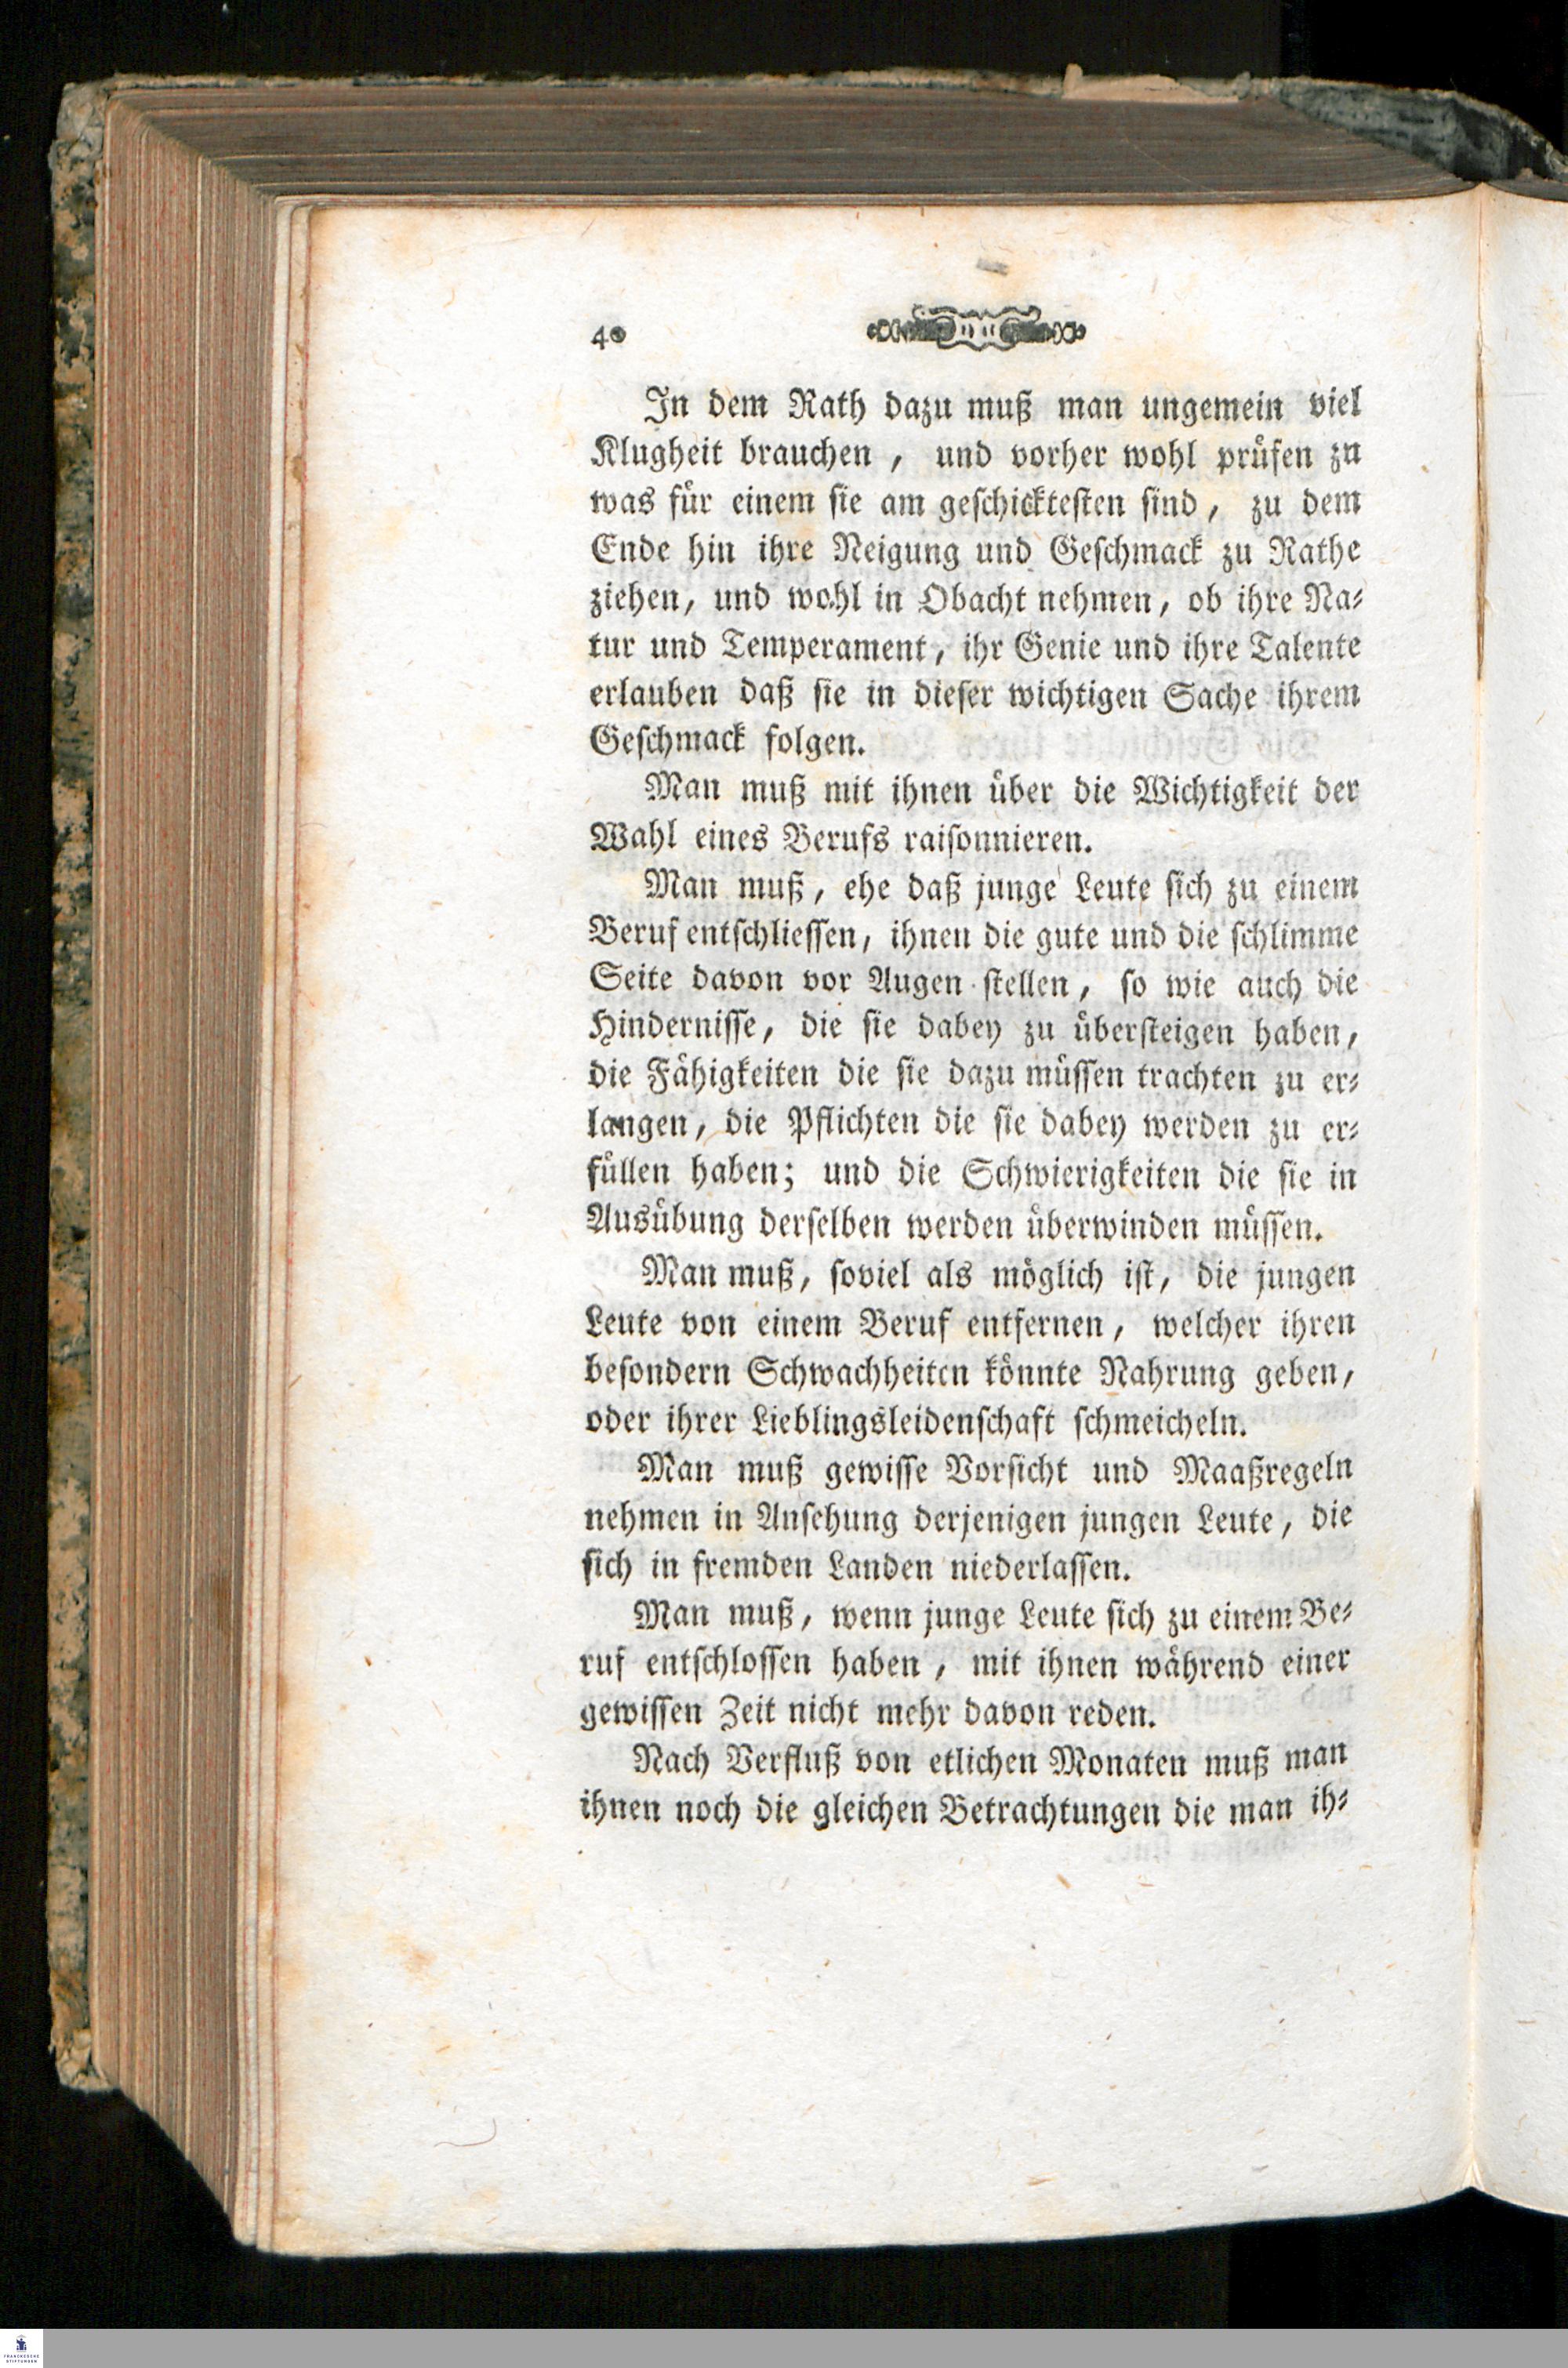 40
In dem Rath dazu muß man ungemein viel
Klugheit brauchen, und vorher wohl prüfen zu
was für einem sie am geschicktesten sind, zu dem
Ende hin ihre Neigung und Geschmack zu Rathe
ziehen, und wohl in Obacht nehmen, ob ihre Na-
tur und Temperament, ihr Genie und ihre Talente
erlauben daß sie in dieser wichtigen Sache ihrem
Geschmack folgen.
Man muß mit ihnen über die Wichtigkeit der
Wahl eines Berufs raisonnieren.
Man muß, ehe daß junge Leute sich zu einem
Beruf entschliessen, ihnen die gute und die schlimme
Seite davon vor Augen stellen, so wie auch die
Hindernisse, die sie dabey zu übersteigen haben,
die Fähigkeiten die sie dazu müssen trachten zu er-
langen, die Pflichten die sie dabey werden zu er-
füllen haben; und die Schwierigkeiten die sie in
Ausübung derselben werden überwinden müssen.
Man muß, soviel als möglich ist, die jungen
Leute von einem Beruf entfernen, welcher ihren
besondern Schwachheiten könnte Nahrung geben,
oder ihrer Lieblingsleidenschaft schmeicheln.
Man muß gewisse Vorsicht und Maaßregeln
nehmen in Ansehung derjenigen jungen Leute, die
sich in fremden Landen niederlassen.
Man muß, wenn junge Leute sich zu einem Be-
ruf entschlossen haben, mit ihnen während einer
gewissen Zeit nicht mehr davon reden.
Nach Verfluß von etlichen Monaten muß man
ihnen noch die gleichen Betrachtungen die man ih-
FRANCKESCHE
STIFTUNGEN